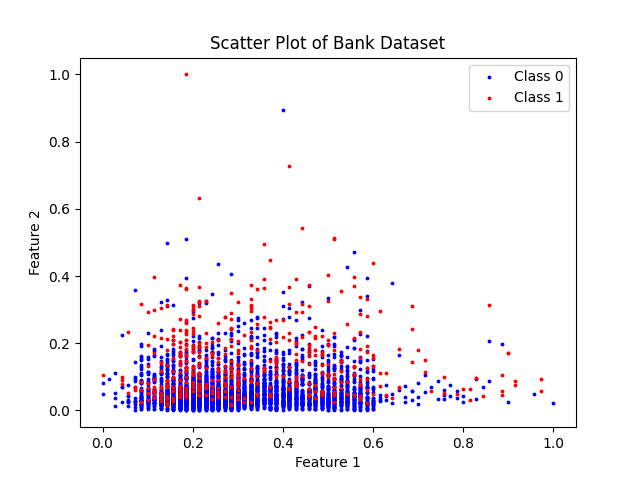 Scatter Plot of Bank Dataset
Class 0
Class 1
Feature 2
1.0
0.8
0.6
0.4
0.2
0.0
0.0 0.2 0.4 0.6 0.8 1.0
Feature 1